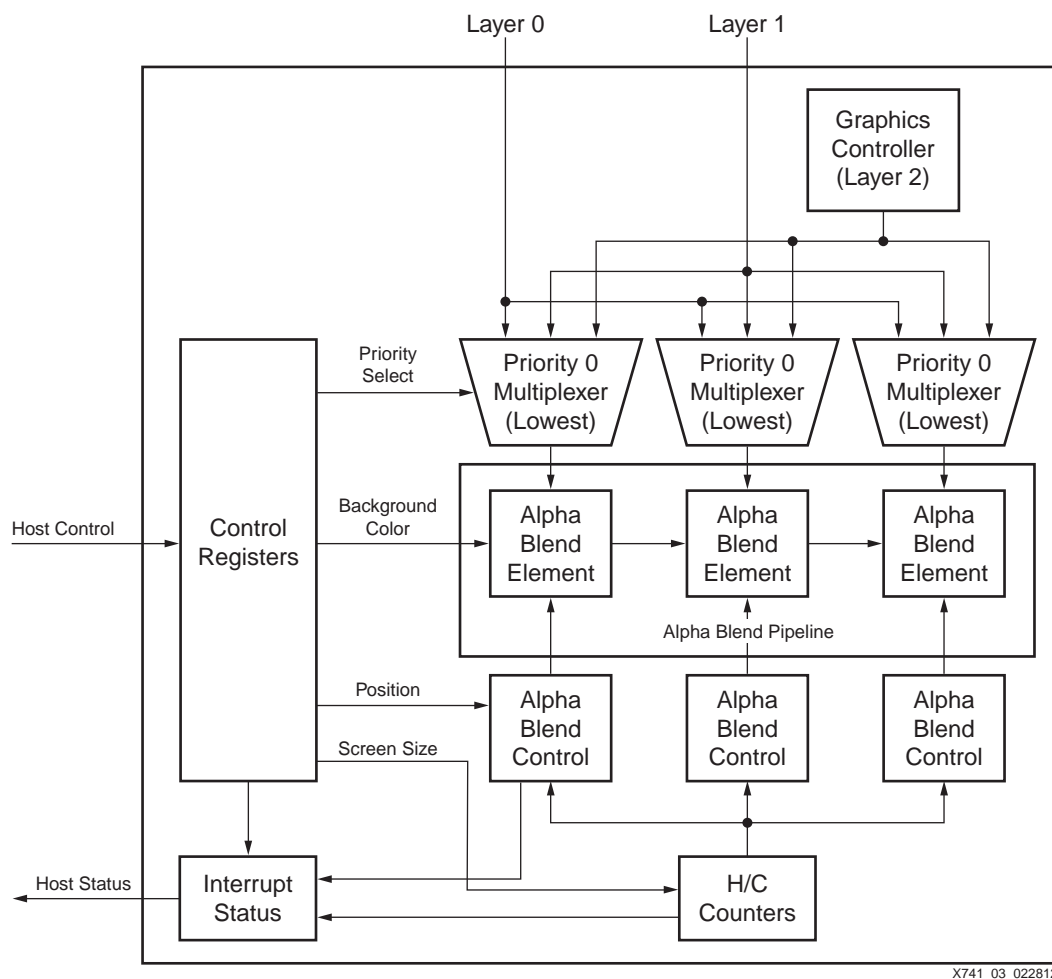 Layer 0
Layer 1
Graphics
Controller
(Layer 2)
Priority
Select
Priority 0
Multiplexer
(Lowest)
Priority 0
Multiplexer
(Lowest)
Priority 0
Multiplexer
(Lowest)
Host Control
Control
Registers
Background
Color
Alpha
Blend
Element
Alpha
Blend
Element
Alpha
Blend
Element
Alpha Blend Pipeline
Position
Screen Size
Alpha
Blend
Control
Alpha
Blend
Control
Alpha
Blend
Control
Host Status
Interrupt
Status
H/C
Counters
X741_03_022812